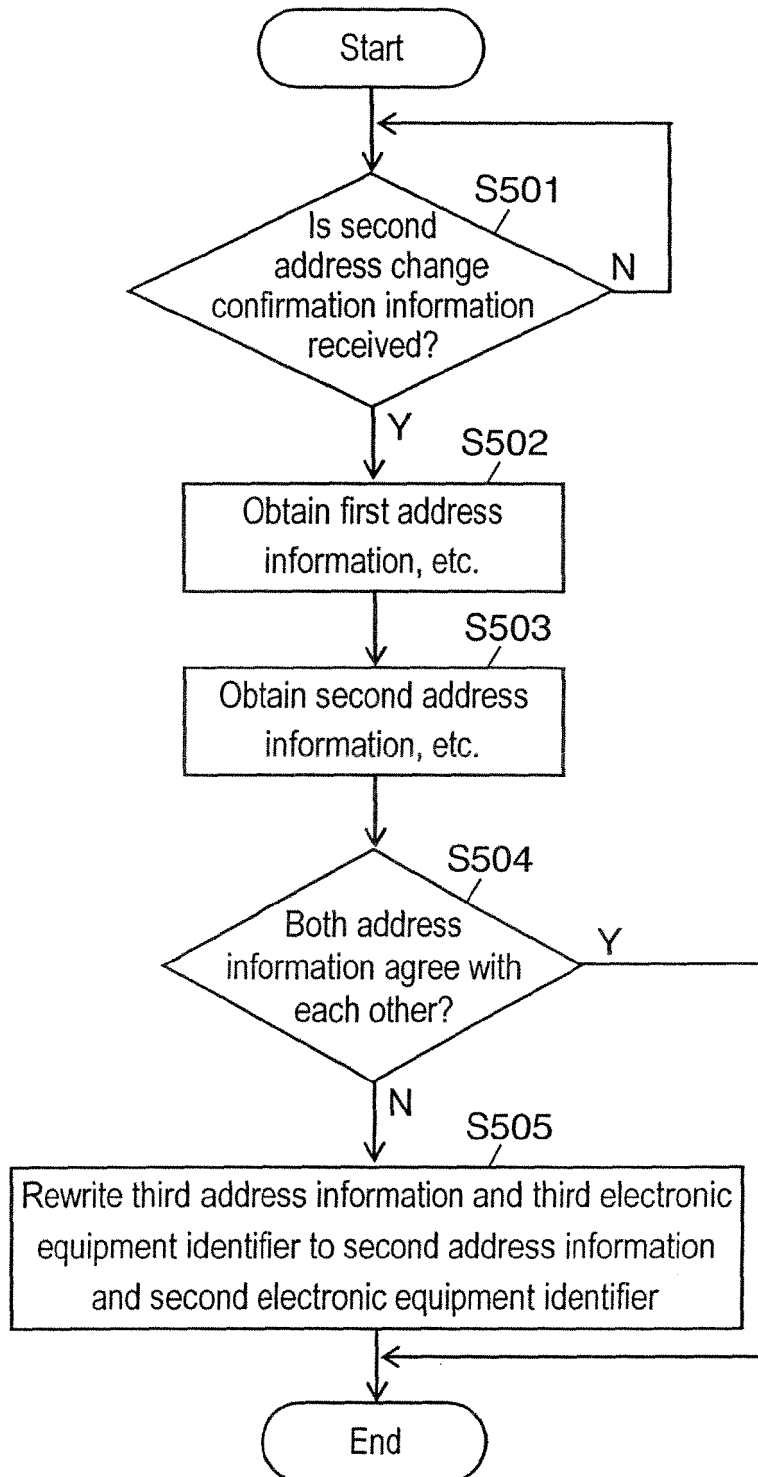 Start
S501
Is second
address change
confirmation information
received?
N
Y
S502
Obtain first address
information, etc.
S503
Obtain second address
information, etc.
S504
Both address
information agree with
each other?
Y
N
S505
Rewrite third address information and third electronic
equipment identifier to second address information
and second electronic equipment identifier
End